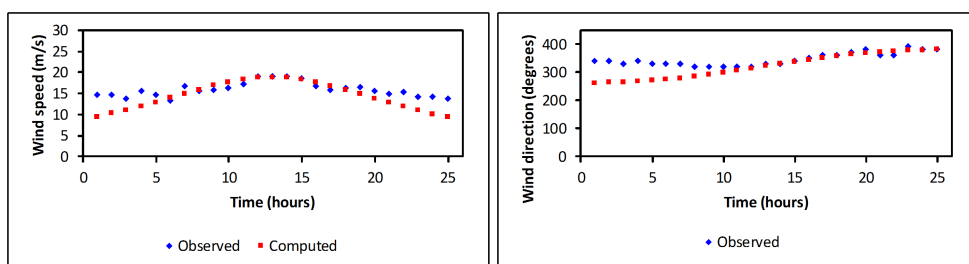 Wind speed (m/s)
30
25
20
15
10
5
0
0 5 10 15 20 25
Time (hours)
Observed Computed
Wind direction (degrees)
400
300
200
100
0
0 5 10 15 20 25
Time (hours)
Observed